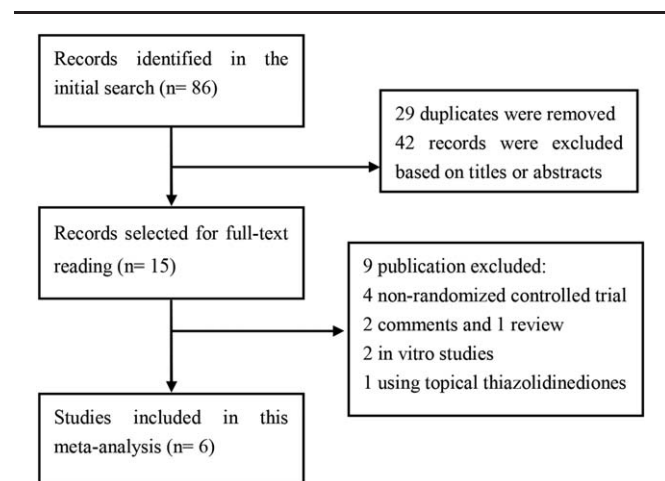 Records identified in the
initial search (n= 86)
29 duplicates were removed
42 records were excluded
based on titles or abstracts
Records selected for full-text
reading (n= 15)
9 publication excluded:
4 non-randomized controlled trial
2 comments and 1 review
2 in vitro studies
1 using topical thiazolidinediones
Studies included in this
meta-analysis (n= 6)